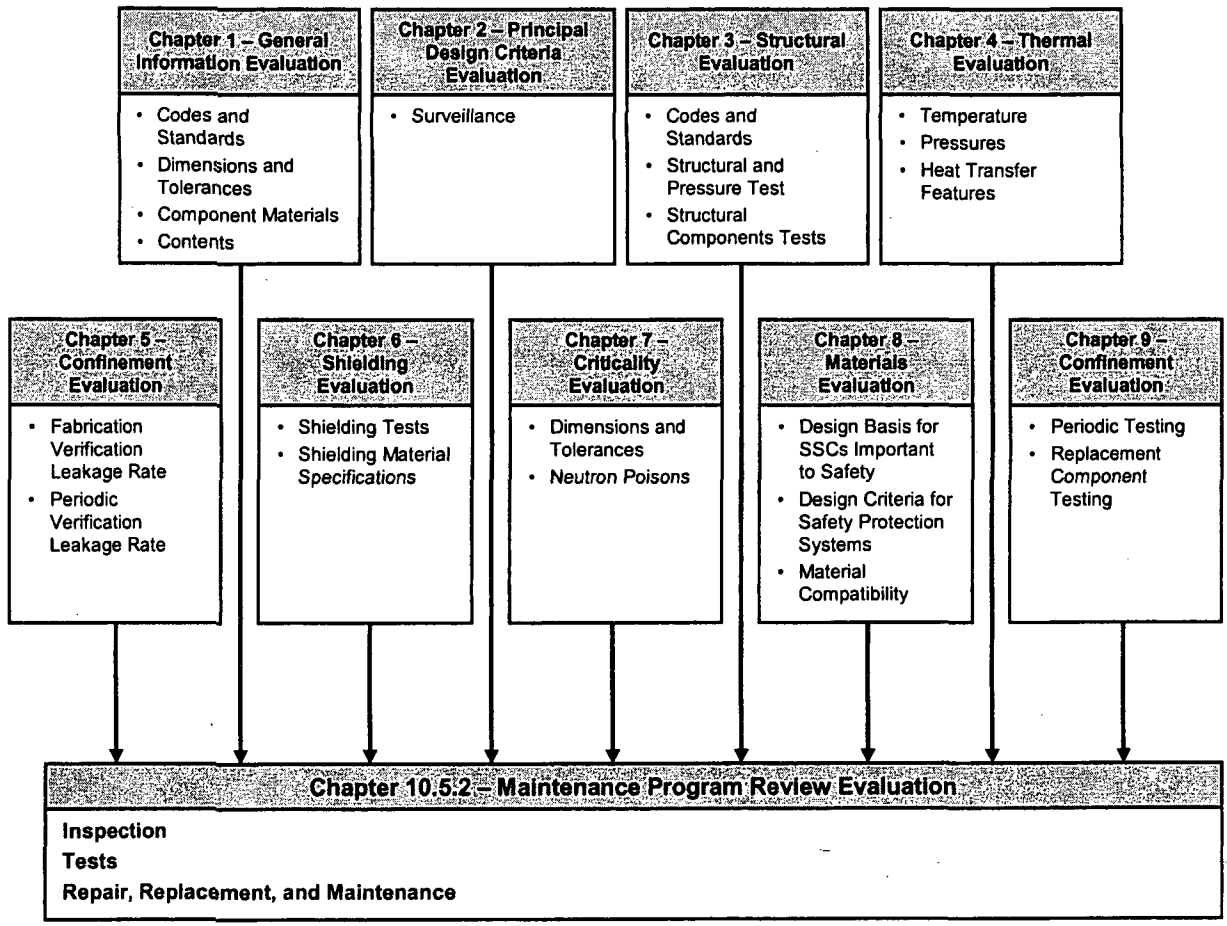 Chapter 1 – General
Information Evaluation
• Codes and
Standards
• Dimensions and
Tolerances
• Component Materials
• Contents
Chapter 2 – Principal
Design Criteria
Evaluation
• Surveillance
Chapter 3 – Structural
Evaluation
• Codes and
Standards
• Structural and
Pressure Test
• Structural
Components Tests
Chapter 4 – Thermal
Evaluation
• Temperature
• Pressures
• Heat Transfer
Features
Chapter 5 –
Confinement
Evaluation
• Fabrication
Verification
Leakage Rate
• Periodic
Verification
Leakage Rate
Chapter 6 –
Shielding
Evaluation
• Shielding Tests
• Shielding Material
Specifications
Chapter 7 –
Criticality
Evaluation
• Dimensions and
Tolerances
• Neutron Poisons
Chapter 8 –
Materials
Evaluation
• Design Basis for
SSCs Important
to Safety
• Design Criteria for
Safety Protection
Systems
• Material
Compatibility
Chapter 9 –
Confinement
Evaluation
• Periodic Testing
• Replacement
Component
Testing
Chapter 10.5.2 – Maintenance Program Review Evaluation
Inspection
Tests
Repair, Replacement, and Maintenance